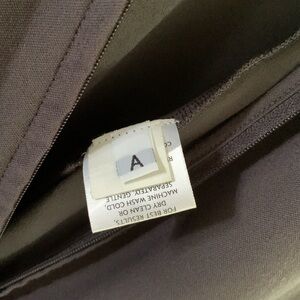 A
FOR BEST RESULTS,
DRY CLEAN OR
MACHINE WASH COLD,
SEPARATELY, GENTLE